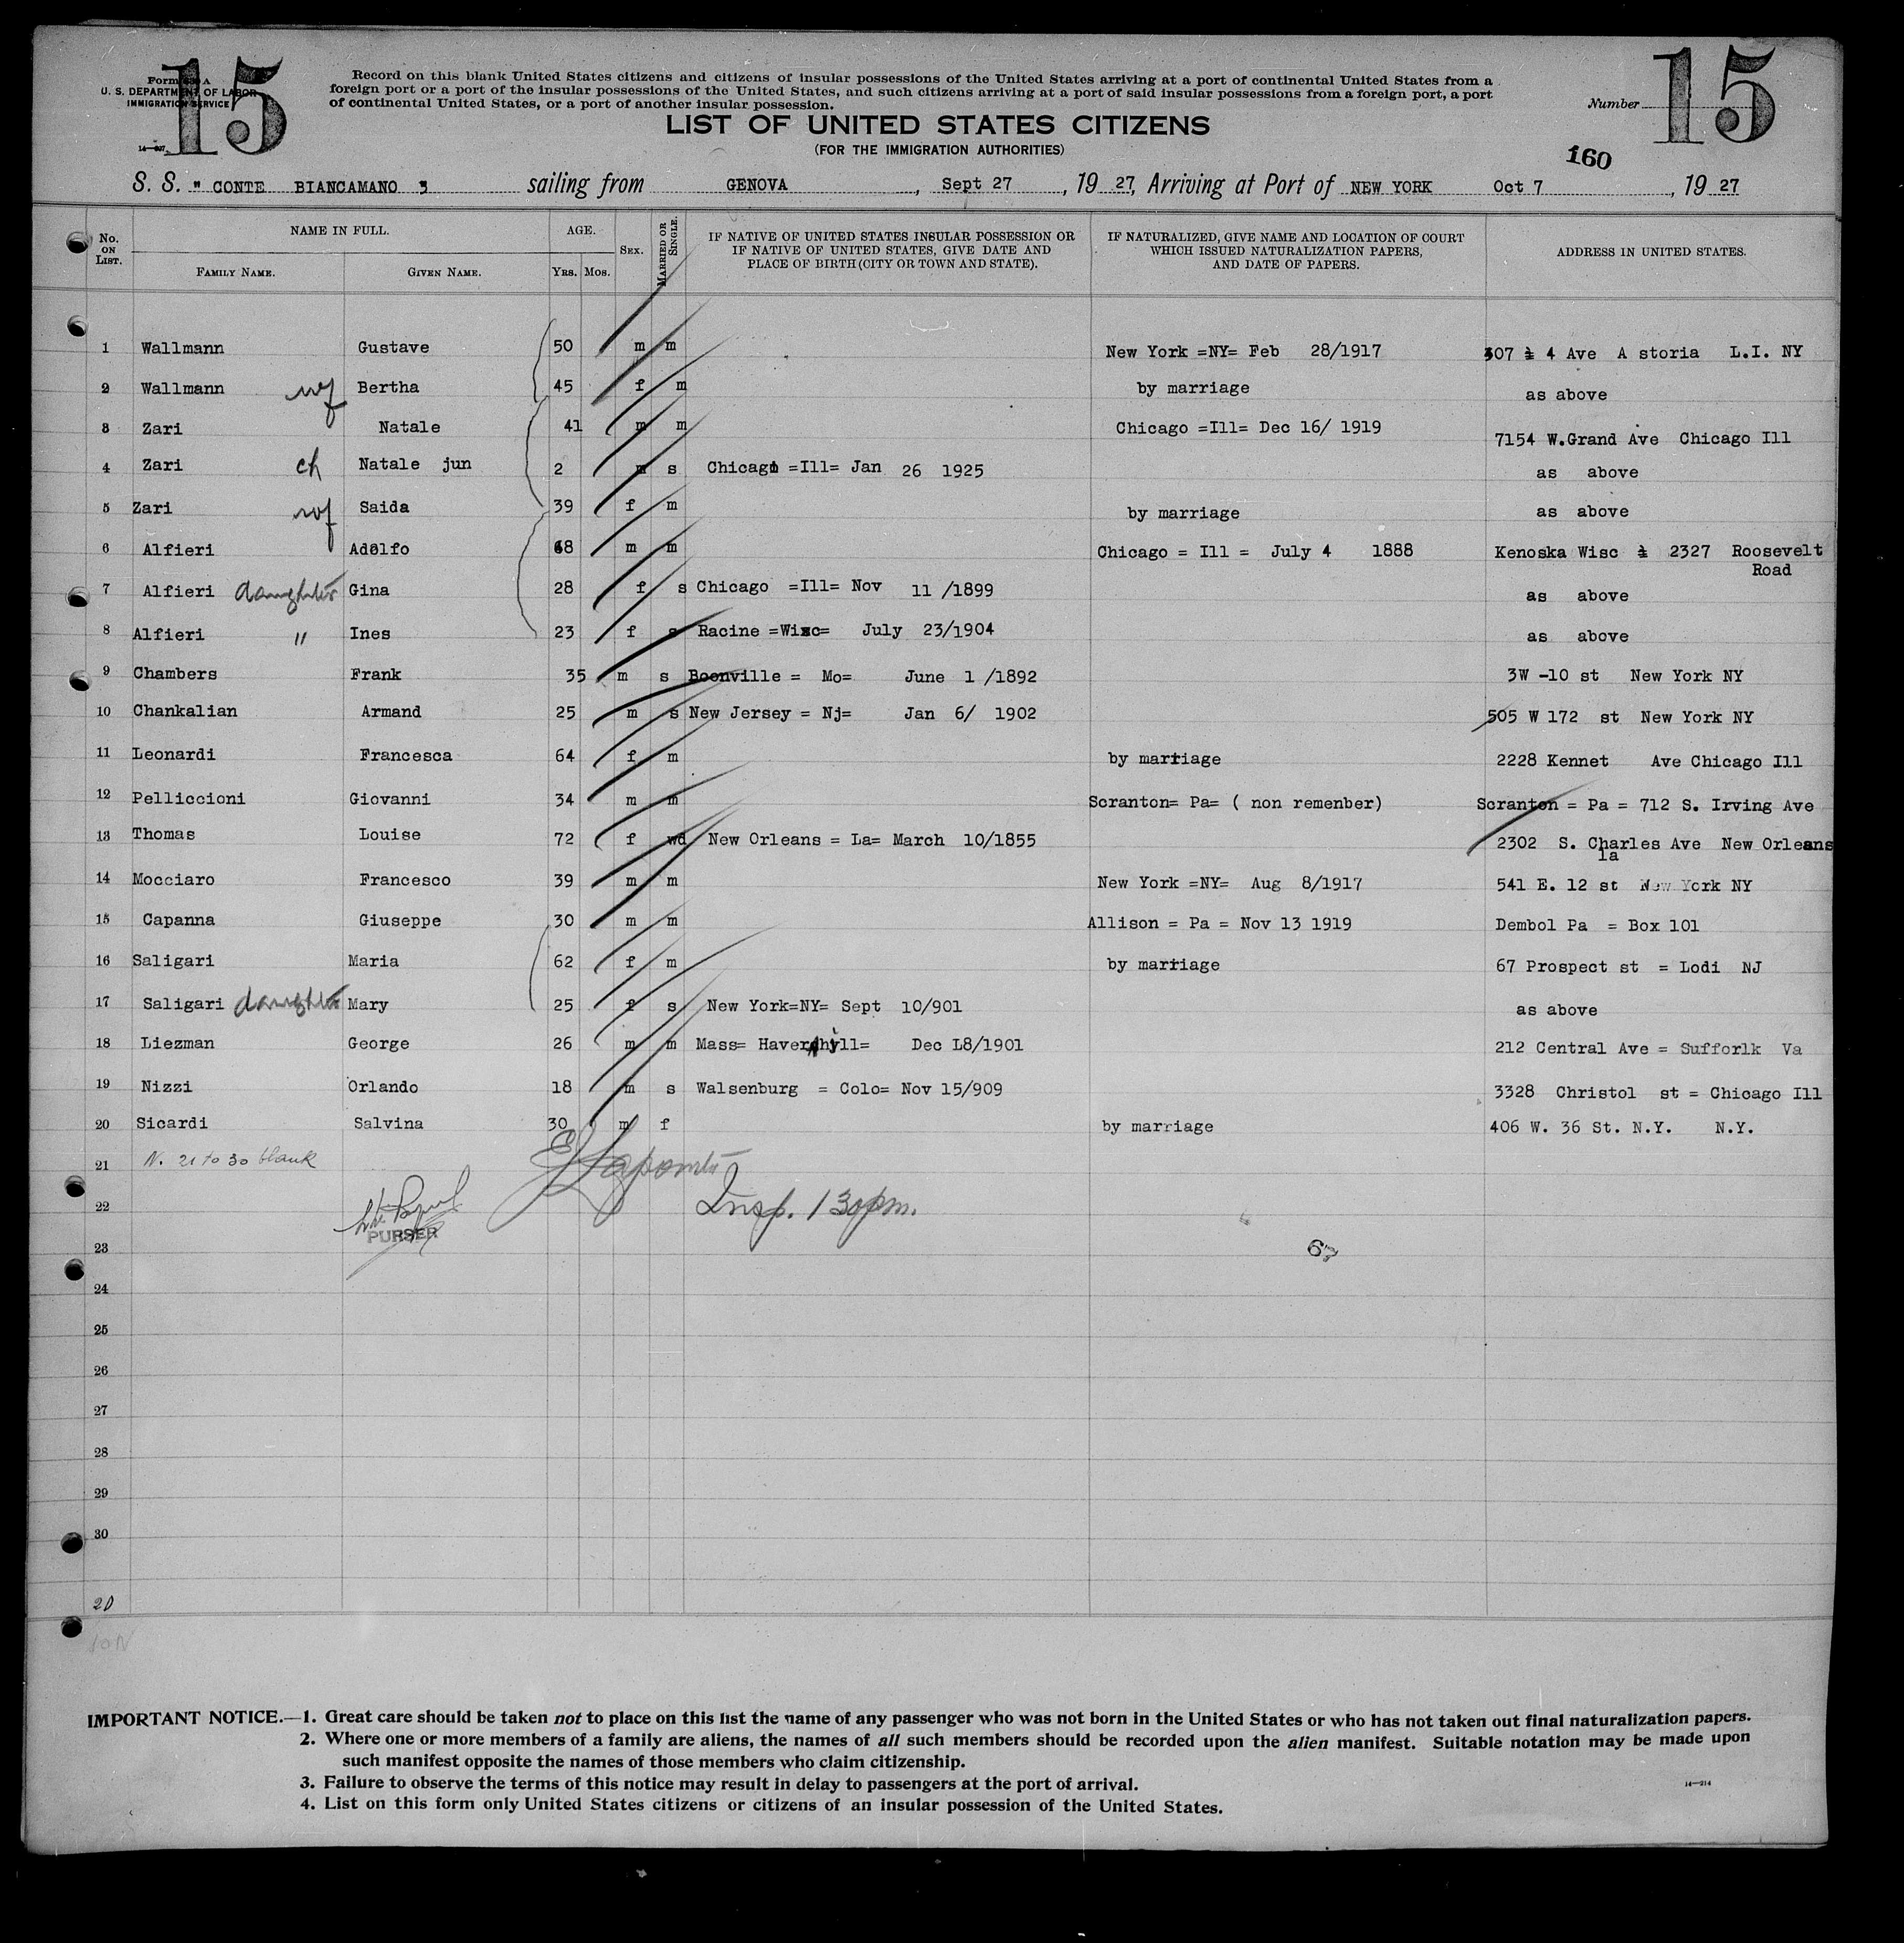 15
Form 630 A
U. S. DEPARTMENT OF LABOR
IMMIGRATION SERVICE
Record on this blank United States citizens and citizens of insular possessions of the United States arriving at a port of continental United States from a
foreign port or a port of the insular possessions of the United States, and such citizens arriving at a port of said insular possessions from a foreign port, a port
of continental United States, or a port of another insular possession.
LIST OF UNITED STATES CITIZENS
(FOR THE IMMIGRATION AUTHORITIES)
Number 15
160
S. S. " CONTE BIANCAMANO 3 sailing from GENOVA, Sept 27, 19 27, Arriving at Port of NEW YORK Oct 7, 19 27
No. ON LIST. NAME IN FULL. FAMILY NAME. GIVEN NAME. AGE. YRS. MOS. SEX. MARRIED OR SINGLE. IF NATIVE OF UNITED STATES INSULAR POSSESSION OR IF NATIVE OF UNITED STATES, GIVE DATE AND PLACE OF BIRTH (CITY OR TOWN AND STATE). IF NATURALIZED, GIVE NAME AND LOCATION OF COURT WHICH ISSUED NATURALIZATION PAPERS, AND DATE OF PAPERS. ADDRESS IN UNITED STATES.
1 Wallmann Gustave 50 m m New York =NY= Feb 28/1917 307 4 Ave A storia L.I. NY
2 Wallmann wf Bertha 45 f m by marriage as above
3 Zari Natale 41 m m Chicago =Ill= Dec 16/ 1919 7154 W.Grand Ave Chicago Ill
4 Zari ch Natale jun 2 m s Chicago =Ill= Jan 26 1925 as above
5 Zari wf Saida 39 f m by marriage as above
6 Alfieri Adolfo 68 m m Chicago = Ill = July 4 1888 Kenoska Wisc 2327 Roosevelt
Road
7 Alfieri daughter Gina 28 f s Chicago =Ill= Nov 11 /1899 as above
8 Alfieri " Ines 23 f s Racine =Wisc= July 23/1904 as above
9 Chambers Frank 35 m s Boonville = Mo= June 1 /1892 3W -10 st New York NY
10 Chankalian Armand 25 m s New Jersey = Nj= Jan 6/ 1902 505 W 172 st New York NY
11 Leonardi Francesca 64 f m by marriage 2228 Kennet Ave Chicago Ill
12 Pelliccioni Giovanni 34 m m Scranton= Pa= ( non remenber) Scranton = Pa = 712 S. Irving Ave
13 Thomas Louise 72 f wd New Orleans = La= March 10/1855 2302 S. Charles Ave New Orleans
la
14 Mocciaro Francesco 39 m m New York =NY= Aug 8/1917 541 E. 12 st New York NY
15 Capanna Giuseppe 30 m m Allison = Pa = Nov 13 1919 Dembol Pa = Box 101
16 Saligari Maria 62 f m by marriage 67 Prospect st = Lodi NJ
17 Saligari daughter Mary 25 f s New York=NY= Sept 10/901 as above
18 Liezman George 26 m m Mass= Haverhill= Dec L8/1901 212 Central Ave = Sufforlk Va
19 Nizzi Orlando 18 m s Walsenburg = Colo= Nov 15/909 3328 Christol st = Chicago Ill
20 Sicardi Salvina 30 m f by marriage 406 W. 36 St. N.Y. N.Y.
21 N. 21 to 30 blank
22 Insp. 130pm.
PURSER
23 67
24
25
26
27
28
29
30
20
IMPORTANT NOTICE.—1. Great care should be taken not to place on this list the name of any passenger who was not born in the United States or who has not taken out final naturalization papers.
2. Where one or more members of a family are aliens, the names of all such members should be recorded upon the alien manifest. Suitable notation may be made upon
such manifest opposite the names of those members who claim citizenship.
3. Failure to observe the terms of this notice may result in delay to passengers at the port of arrival.
14—214
4. List on this form only United States citizens or citizens of an insular possession of the United States.